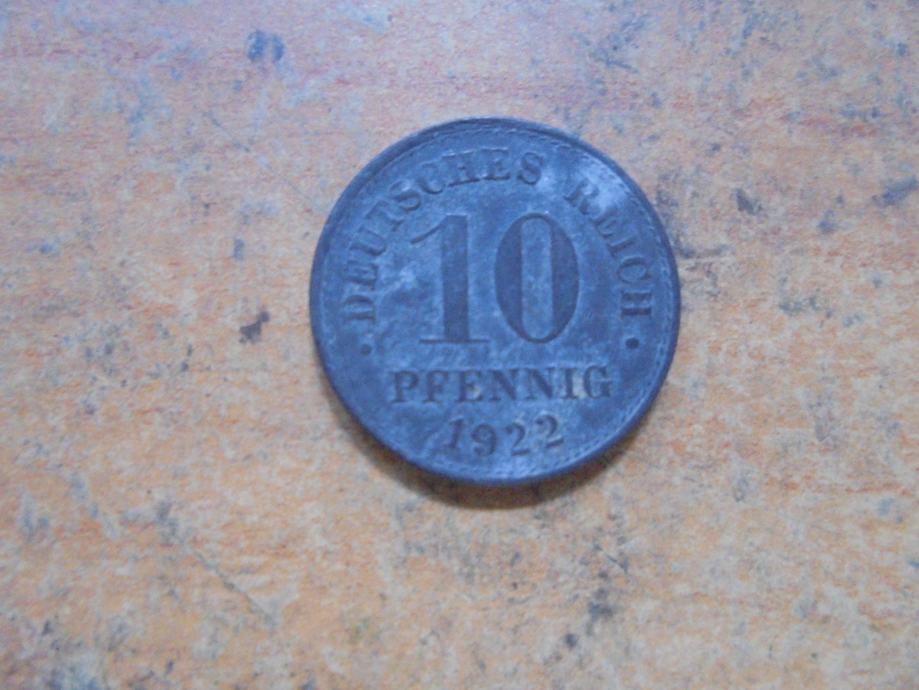 DEUTSCHES REICH
10
PFENNIG
1922